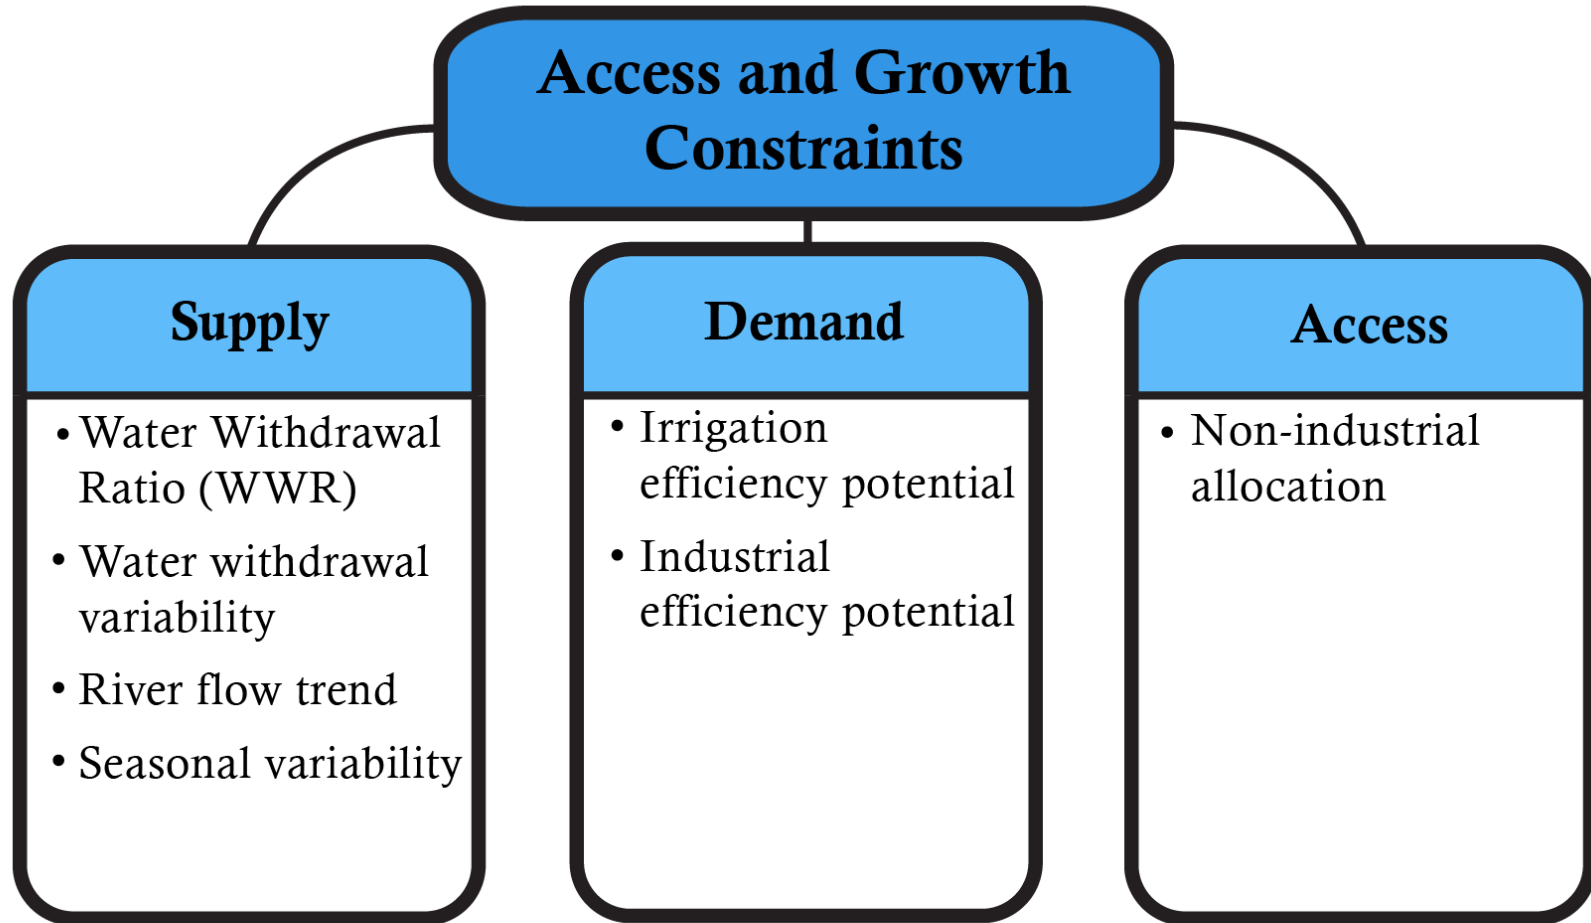 Access and Growth
Constraints
Supply
• Water Withdrawal
Ratio (WWR)
• Water withdrawal
variability
• River flow trend
• Seasonal variability
Demand
• Irrigation
efficiency potential
• Industrial
efficiency potential
Access
• Non-industrial
allocation